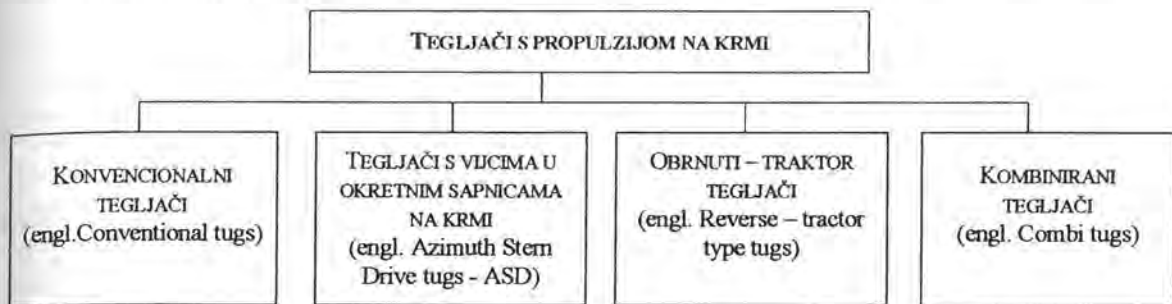 TEGLJAČI S PROPULZIJOM NA KRMI
KONVENCIONALNI
TEGLJAČI
(engl.Conventional tugs)
TEGLJAČI S VIJCIMA U
OKRETNIM SAPNICAMA
NA KRMI
(engl. Azimuth Stern
Drive tugs - ASD)
OBRNUTI – TRAKTOR
TEGLJAČI
(engl. Reverse – tractor
type tugs)
KOMBINIRANI
TEGLJAČI
(engl. Combi tugs)